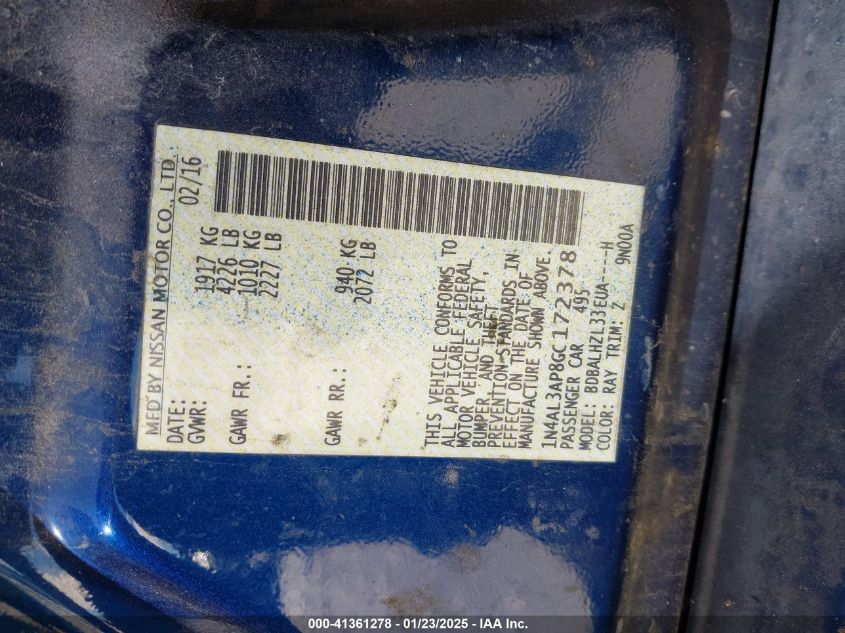 MFD BY NISSAN MOTOR CO., LTD
DATE: 02/16
GVWR: 1917 KG
4226 LB
GAWR FR.: 1010 KG
2227 LB
GAWR RR.: 940 KG
2072 LB
THIS VEHICLE CONFORMS TO
ALL APPLICABLE FEDERAL
MOTOR VEHICLE SAFETY,
BUMPER, AND THEFT
PREVENTION STANDARDS IN
EFFECT ON THE DATE OF
MANUFACTURE SHOWN ABOVE.
1N4AL3AP8GC172378
PASSENGER CAR 495
MODEL: BDBALHZL33EUA----H
COLOR: RAY TRIM: Z 9N00A
000-41361278 - 01/23/2025 - IAA Inc.